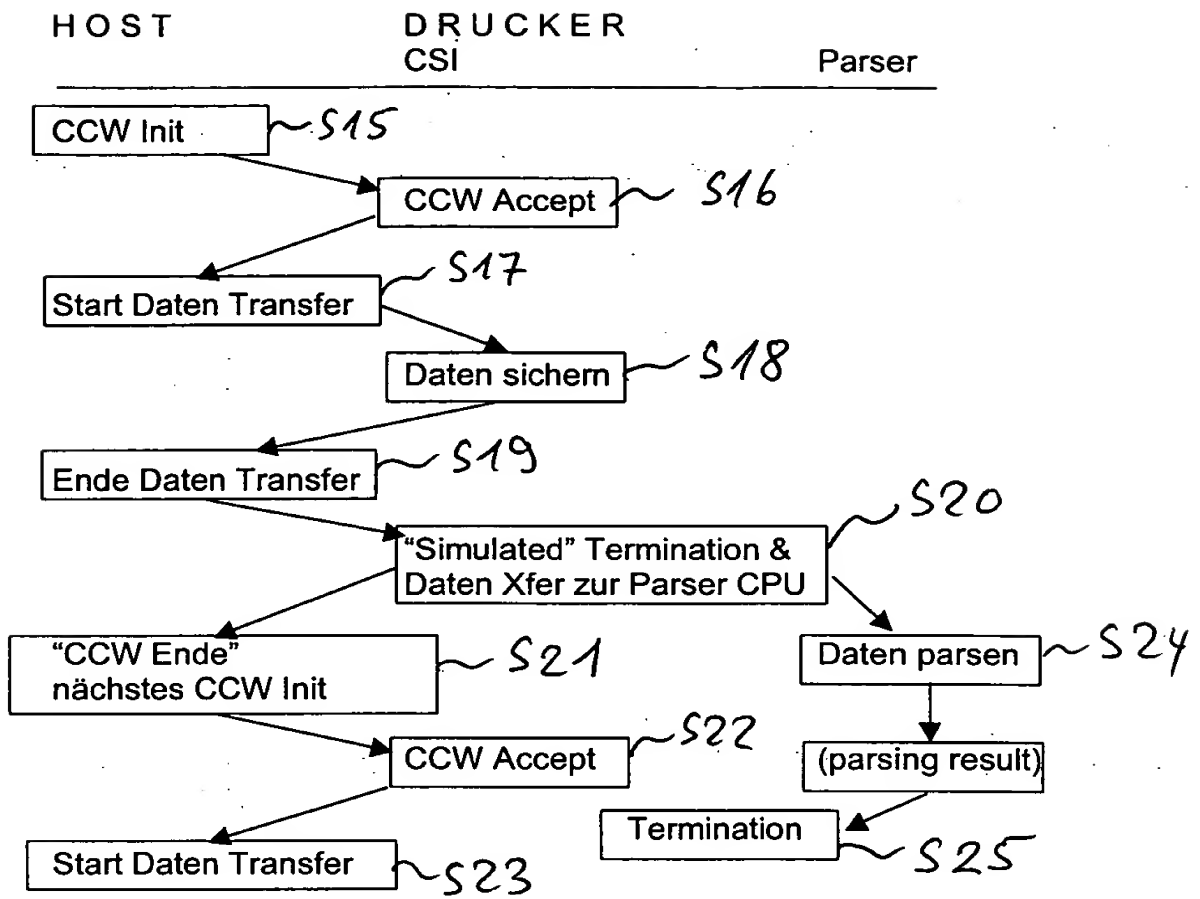 HOST
DRUCKER
CSI
Parser
CCW Init
S15
CCW Accept
S16
Start Daten Transfer
S17
Daten sichern
S18
Ende Daten Transfer
S19
“Simulated” Termination &
Daten Xfer zur Parser CPU
S20
“CCW Ende”
nächstes CCW Init
S21
Daten parsen
S24
CCW Accept
S22
(parsing result)
Termination
S25
Start Daten Transfer
S23